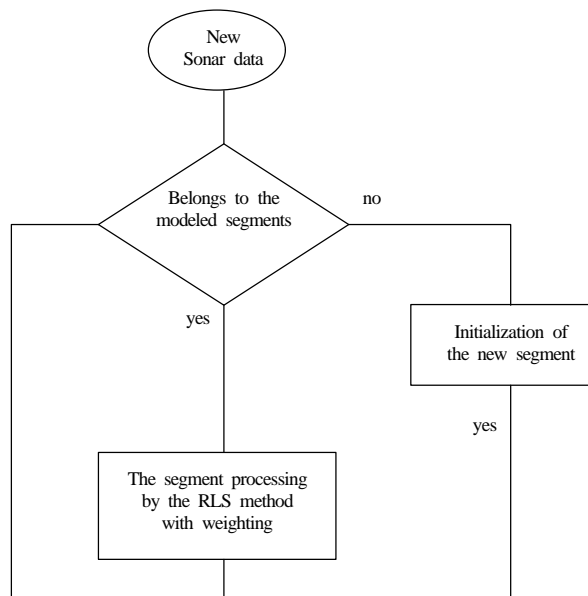 New
Sonar data
Belongs to the
modeled segments
no
yes
Initialization of
the new segment
yes
The segment processing
by the RLS method
with weighting